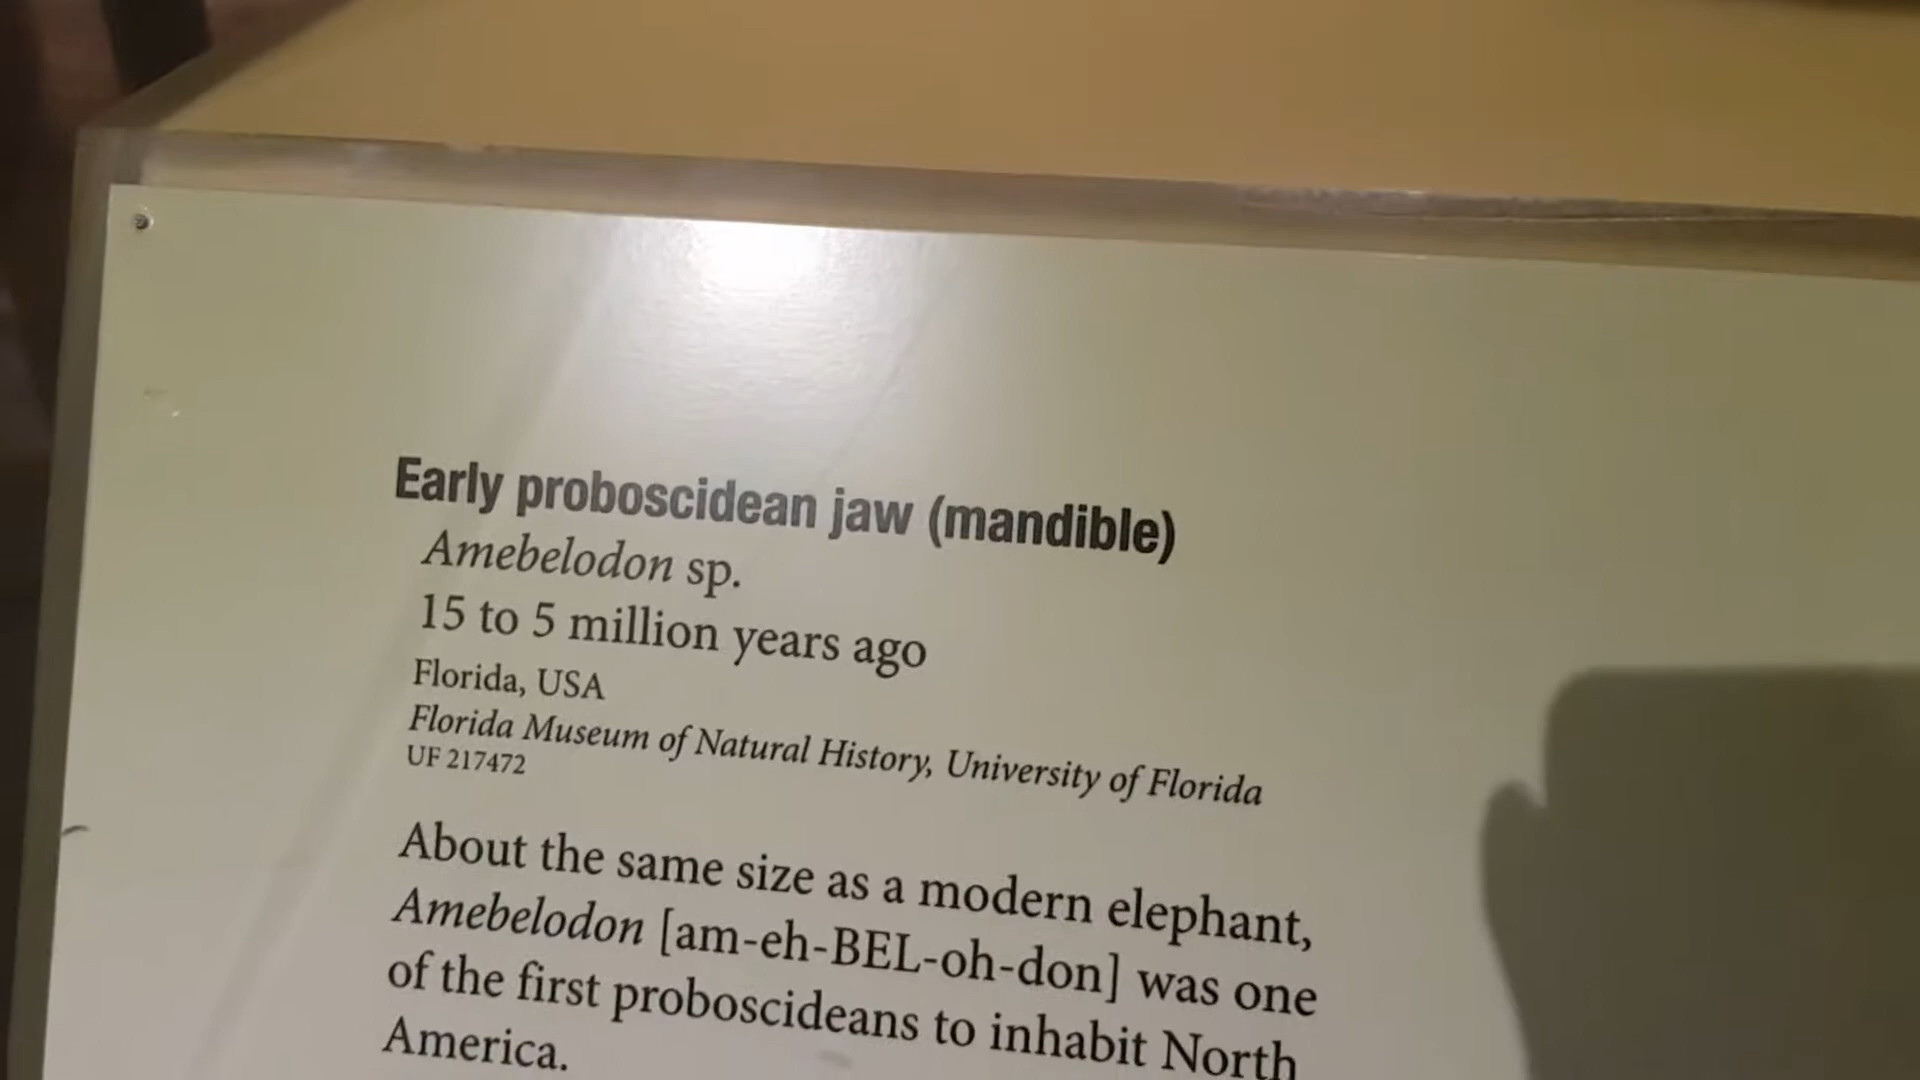 Early proboscidean jaw (mandible)
Amebelodon sp.
15 to 5 million years ago
Florida, USA
Florida Museum of Natural History, University of Florida
UF 217472
About the same size as a modern elephant,
Amebelodon [am-eh-BEL-oh-don] was one
of the first proboscideans to inhabit North
America.